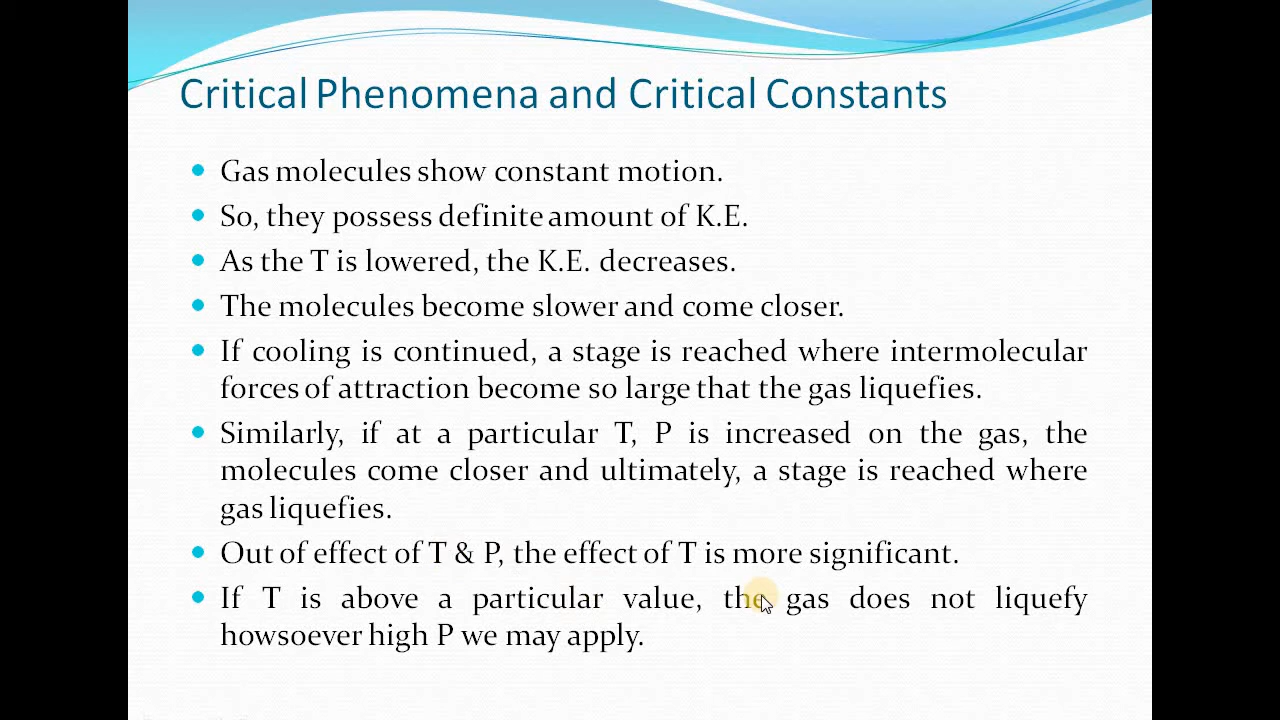 Critical Phenomena and Critical Constants
Gas molecules show constant motion.
So, they possess definite amount of K.E.
As the T is lowered, the K.E. decreases.
The molecules become slower and come closer.
If cooling is continued, a stage is reached where intermolecular
forces of attraction become so large that the gas liquefies.
Similarly, if at a particular T, P is increased on the gas, the
molecules come closer and ultimately, a stage is reached where
gas liquefies.
Out of effect of T & P, the effect of T is more significant.
If T is above a particular value, the gas does not liquefy
howsoever high P we may apply.